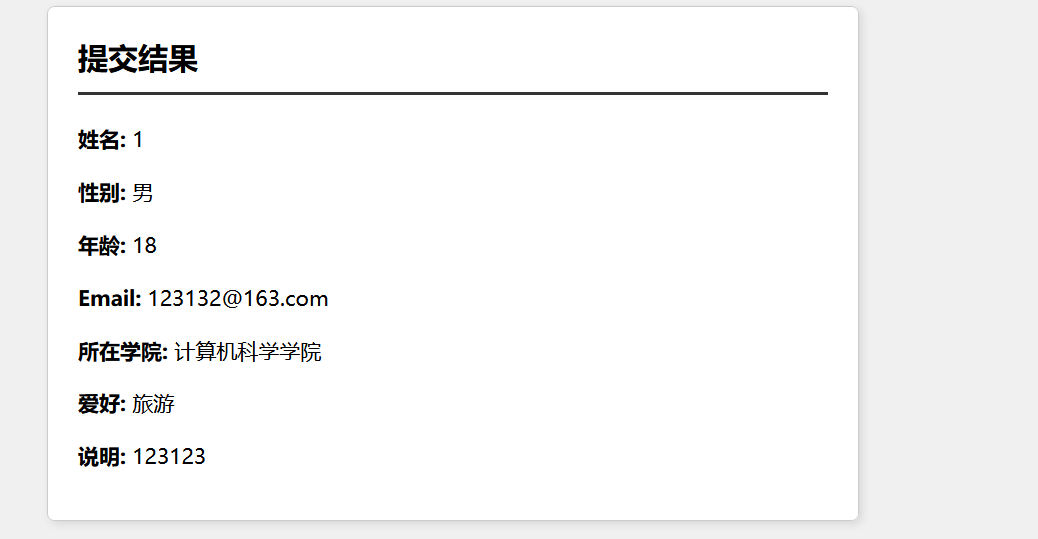 提交结果
姓名: 1
性别: 男
年龄: 18
Email: 123132@163.com
所在学院: 计算机科学学院
爱好: 旅游
说明: 123123